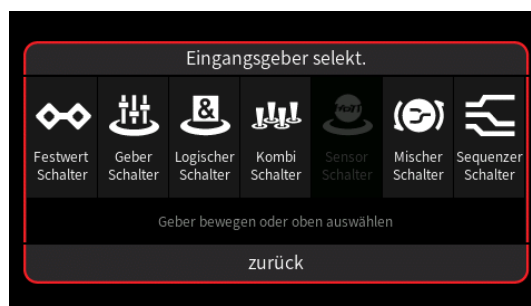 Eingangsgeber selekt.
&
Festwert Geber Logischer Kombi Sensor Mischer Sequenzer
Schalter Schalter Schalter Schalter Schalter Schalter Schalter
Geber bewegen oder oben auswählen
zurück